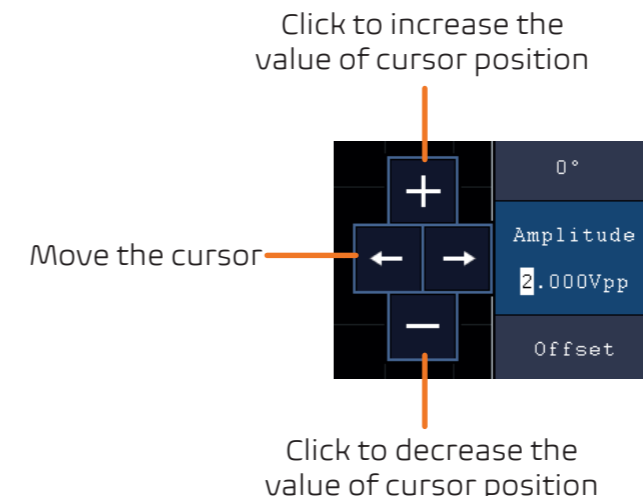 Click to increase the
value of cursor position
0°
Move the cursor
Amplitude
2.000Vpp
Offset
Click to decrease the
value of cursor position